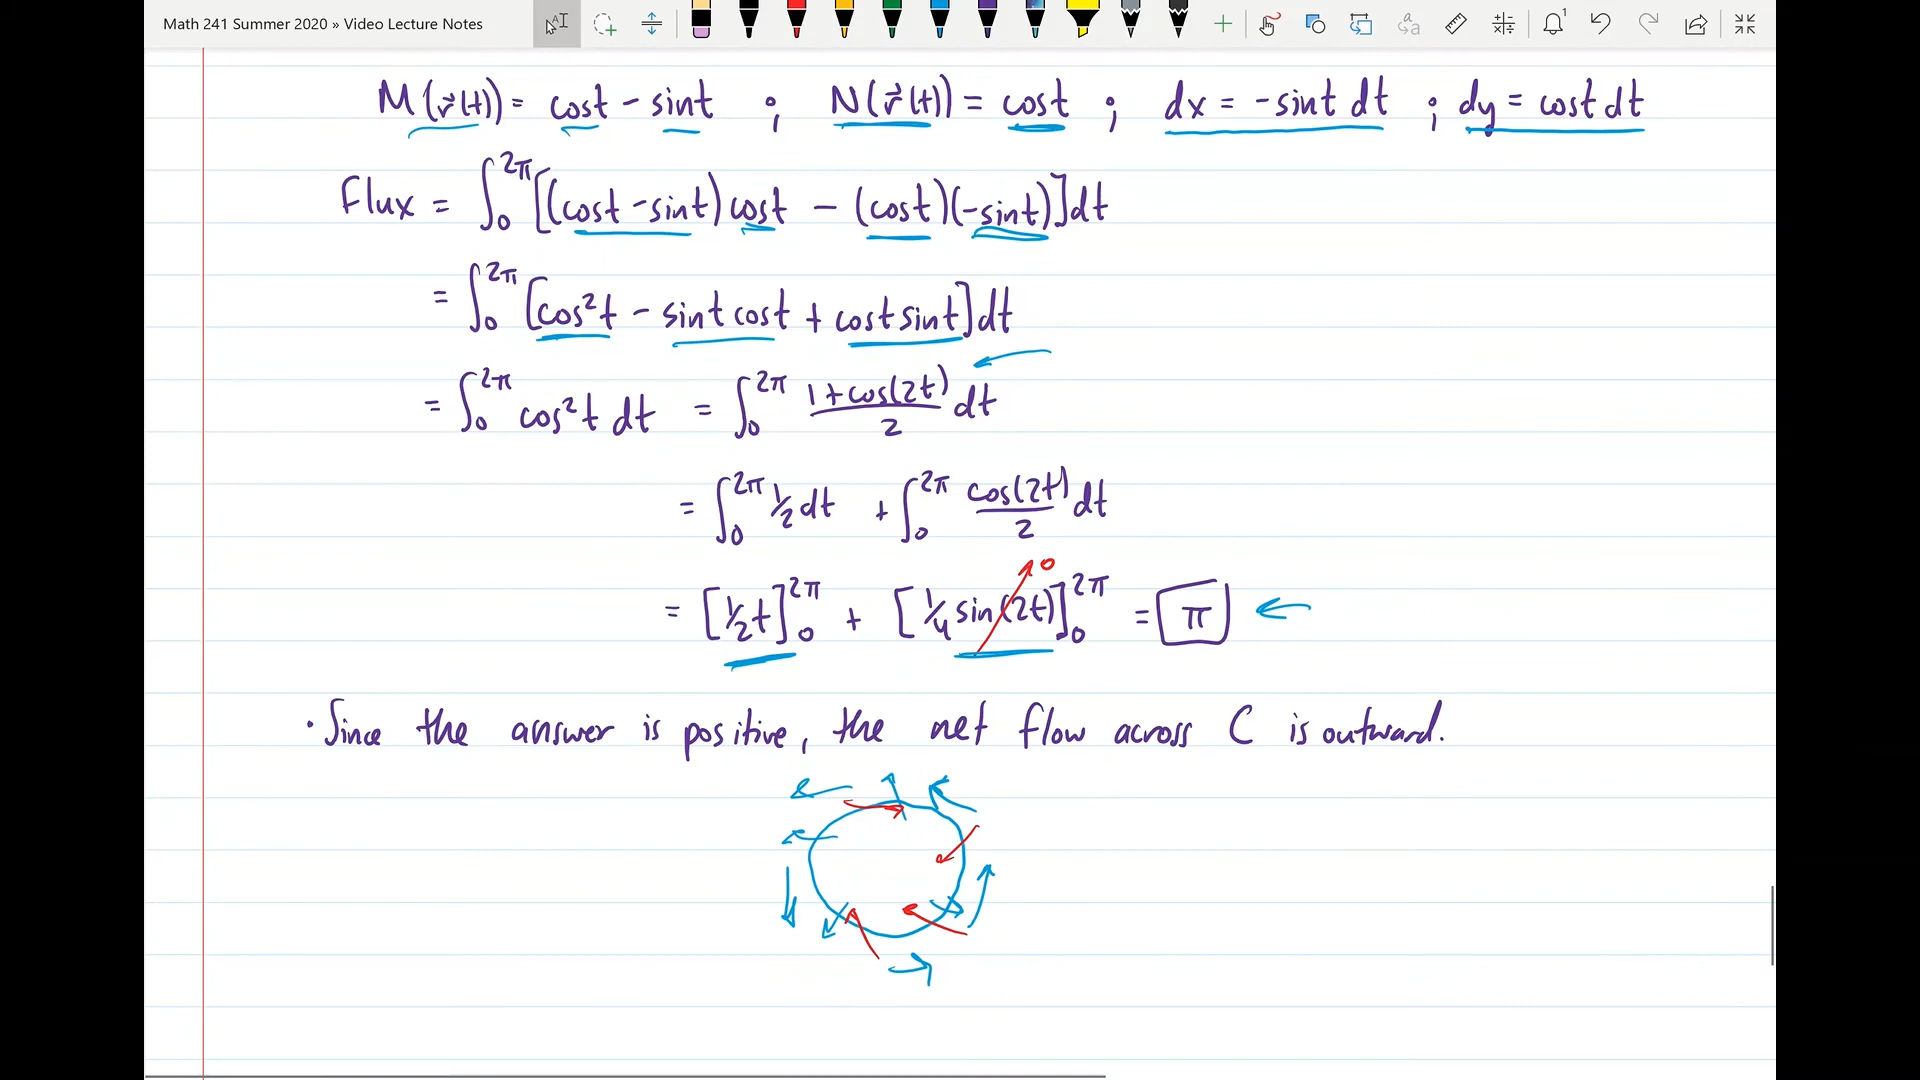 Math 241 Summer 2020 » Video Lecture Notes
M(r⃗(t)) = cost - sint ; N(r⃗(t)) = cost ; dx = -sint dt ; dy = cost dt
Flux = ∫₀^2π [(cost - sint) cost - (cost)(-sint)] dt
= ∫₀^2π [cos²t - sint cost + cost sint] dt
= ∫₀^2π cos²t dt = ∫₀^2π (1+cos(2t))/2 dt
= ∫₀^2π ½ dt + ∫₀^2π cos(2t)/2 dt
= [½t]₀^2π + [¼ sin(2t)]₀^2π = π
0
• Since the answer is positive, the net flow across C is outward.